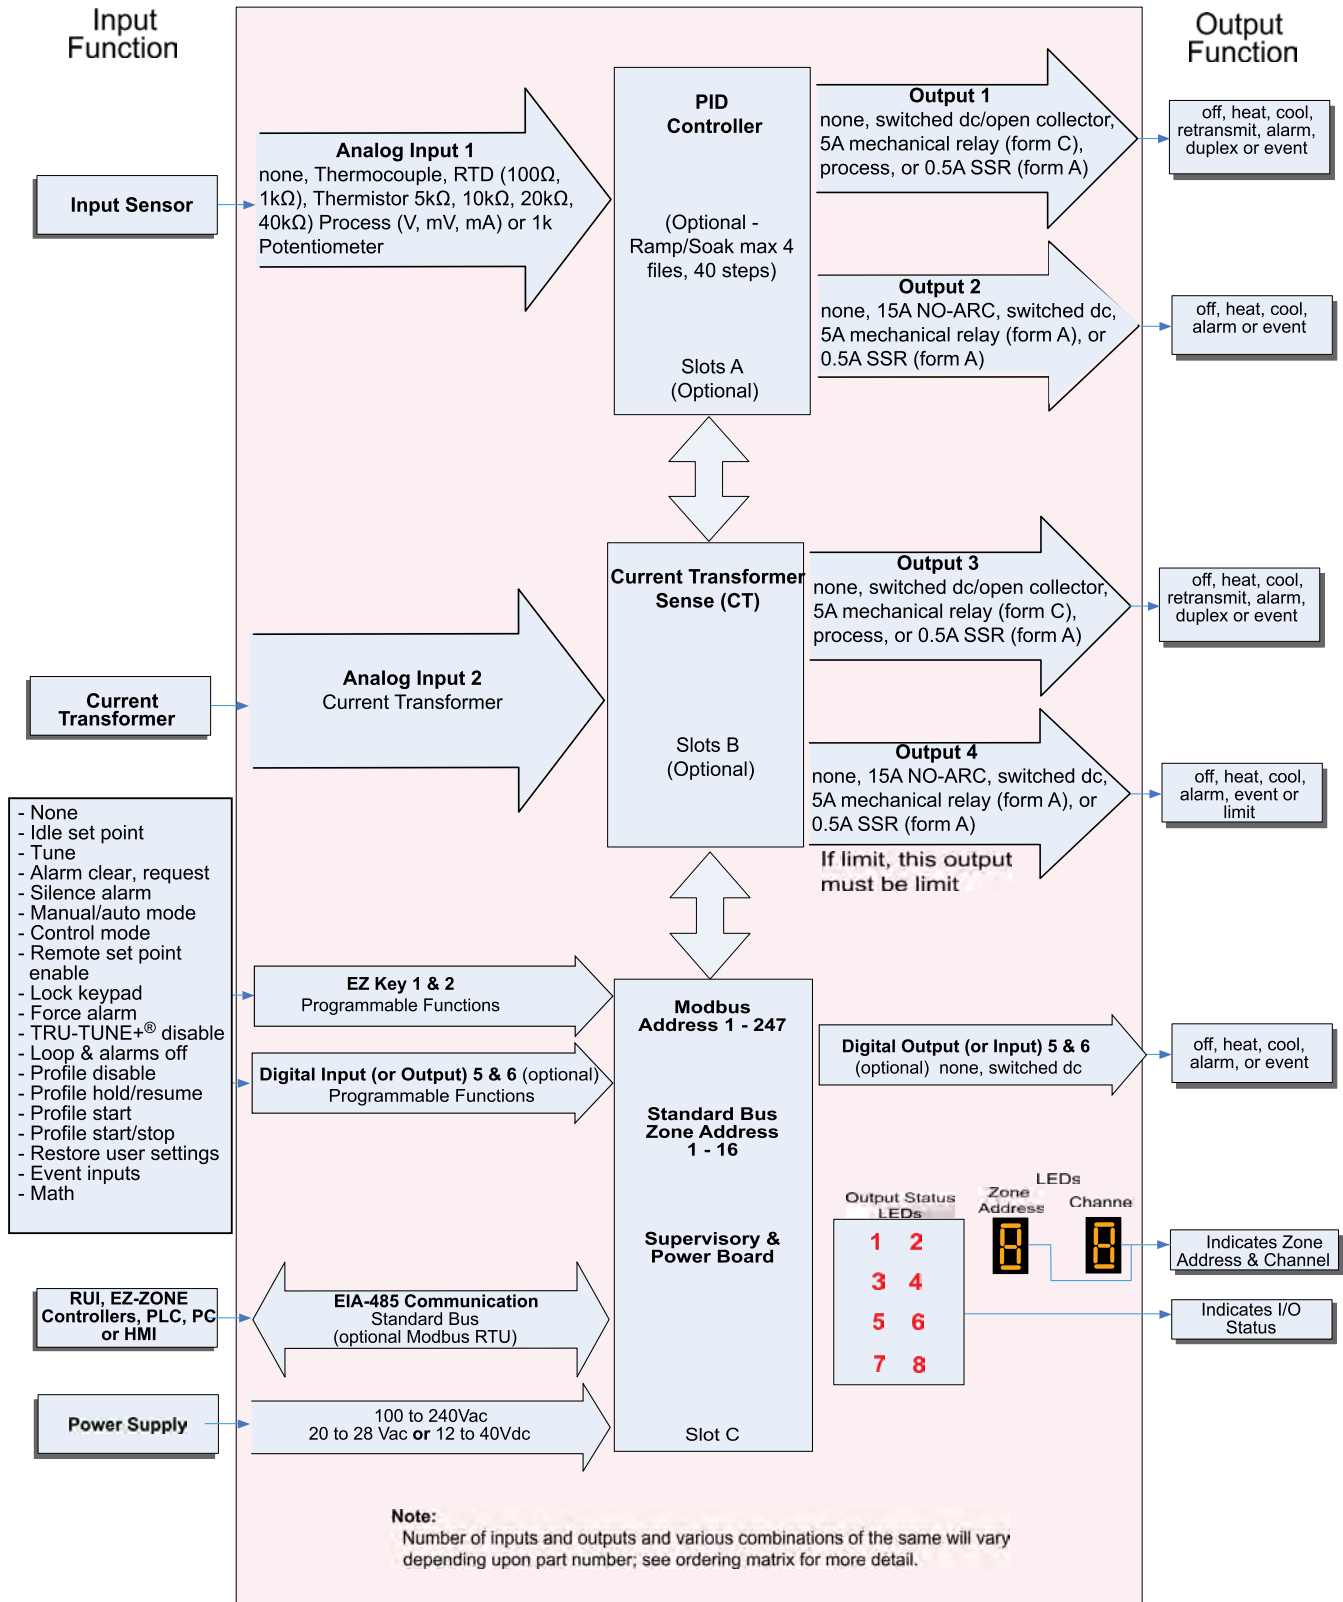 Input
Function
Output
Function
PID
Controller
(Optional -
Ramp/Soak max 4
files, 40 steps)
Slots A
(Optional)
Output 1
none, switched dc/open collector,
5A mechanical relay (form C),
process, or 0.5A SSR (form A)
off, heat, cool,
retransmit, alarm,
duplex or event
Analog Input 1
none, Thermocouple, RTD (100Ω,
1kΩ), Thermistor 5kΩ, 10kΩ, 20kΩ,
40kΩ) Process (V, mV, mA) or 1k
Potentiometer
Input Sensor
Output 2
none, 15A NO-ARC, switched dc,
5A mechanical relay (form A), or
0.5A SSR (form A)
off, heat, cool,
alarm or event
Current Transformer
Sense (CT)
Slots B
(Optional)
Output 3
none, switched dc/open collector,
5A mechanical relay (form C),
process, or 0.5A SSR (form A)
off, heat, cool,
retransmit, alarm,
duplex or event
Analog Input 2
Current Transformer
Current
Transformer
Output 4
none, 15A NO-ARC, switched dc,
5A mechanical relay (form A), or
0.5A SSR (form A)
If limit, this output
must be limit
off, heat, cool,
alarm, event or
limit
- None
- Idle set point
- Tune
- Alarm clear, request
- Silence alarm
- Manual/auto mode
- Control mode
- Remote set point
enable
- Lock keypad
- Force alarm
- TRU-TUNE+® disable
- Loop & alarms off
- Profile disable
- Profile hold/resume
- Profile start
- Profile start/stop
- Restore user settings
- Event inputs
- Math
EZ Key 1 & 2
Programmable Functions
Digital Input (or Output) 5 & 6 (optional)
Programmable Functions
Modbus
Address 1 - 247
Standard Bus
Zone Address
1 - 16
Supervisory &
Power Board
Slot C
Digital Output (or Input) 5 & 6
(optional) none, switched dc
off, heat, cool,
alarm, or event
Output Status
LEDs
1 2
3 4
5 6
7 8
LEDs
Zone
Address
Channe
8
8
Indicates Zone
Address & Channel
Indicates I/O
Status
RUI, EZ-ZONE
Controllers, PLC, PC
or HMI
EIA-485 Communication
Standard Bus
(optional Modbus RTU)
Power Supply
100 to 240Vac
20 to 28 Vac or 12 to 40Vdc
Note:
Number of inputs and outputs and various combinations of the same will vary
depending upon part number; see ordering matrix for more detail.